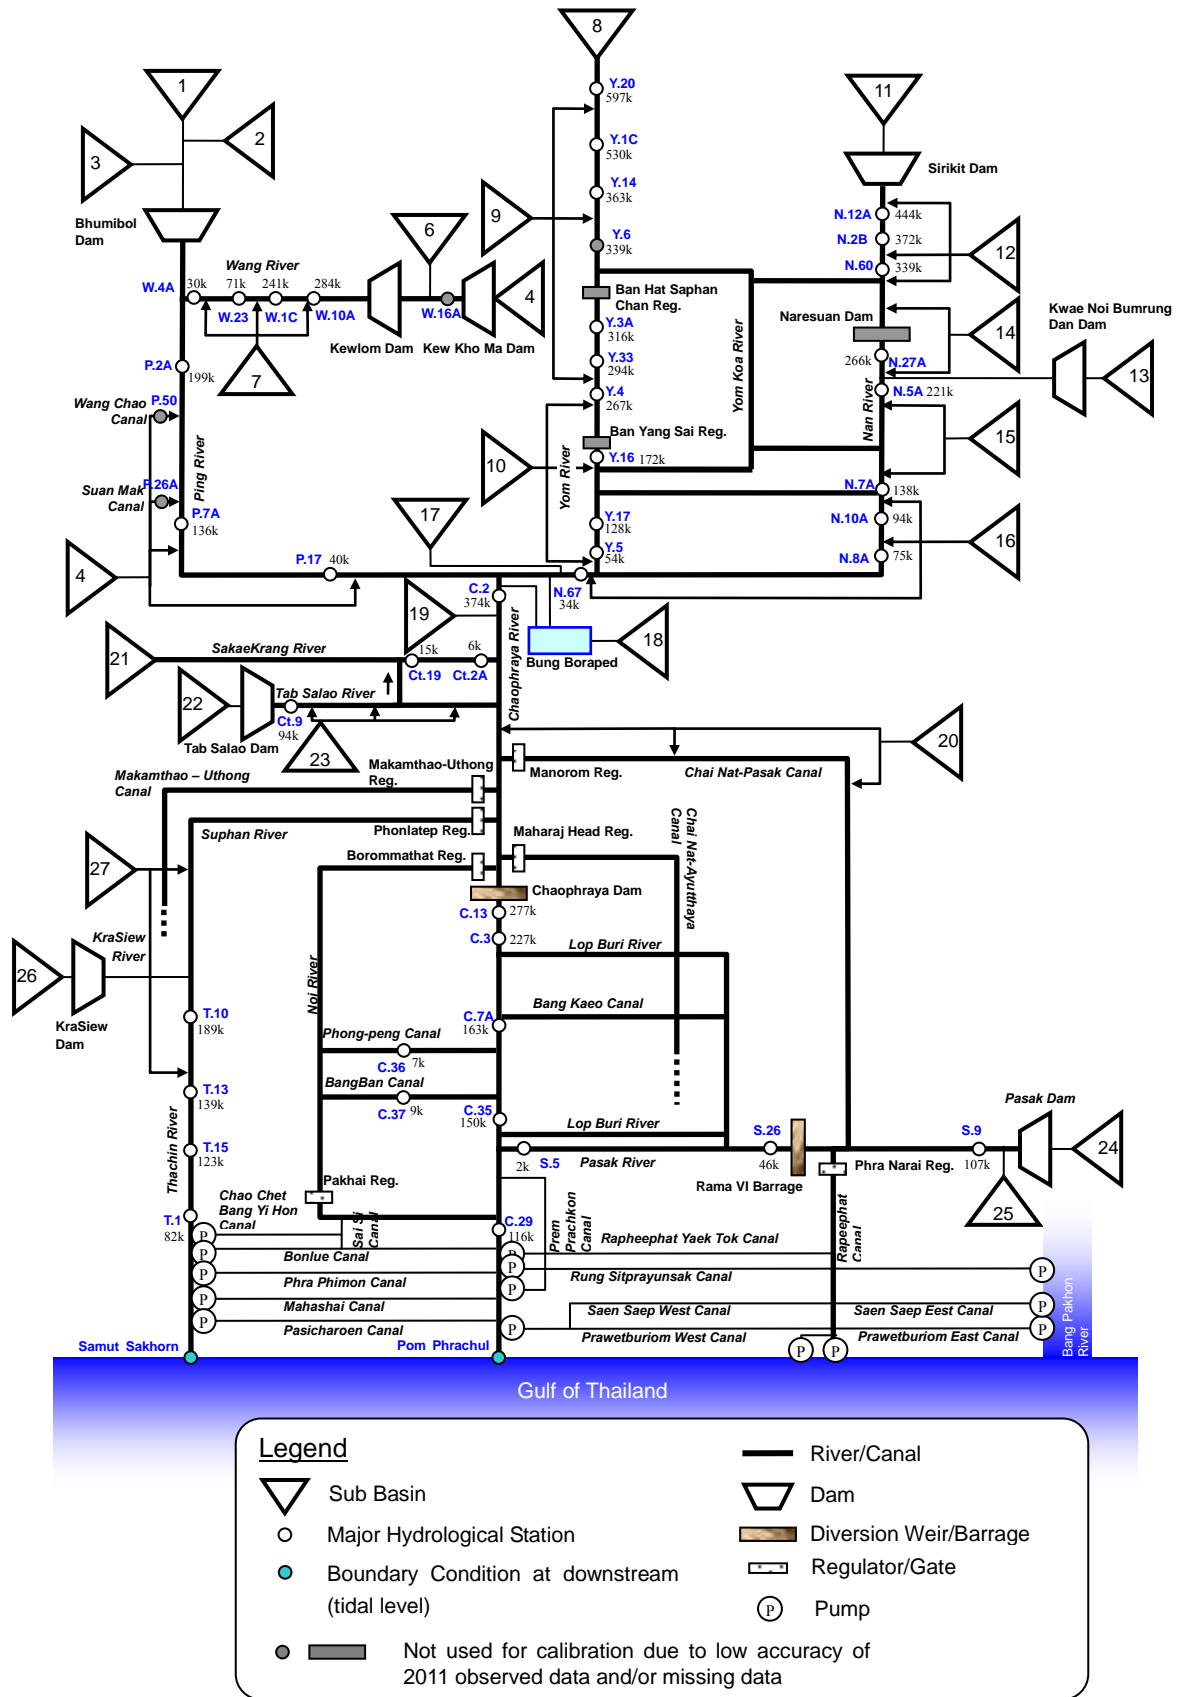 8
1
11
2
3
Y.20
597k
Y.1C
530k
Sirikit Dam
Y.14
363k
9
6
Bhumibol
Dam
N.12A
444k
N.2B
372k
12
Y.6
339k
N.60
339k
Wang River
W.4A
30k
71k
241k
284k
W.23
W.1C
W.10A
W.16A
4
Kewlom Dam
Kew Kho Ma Dam
Ban Hat Saphan
Chan Reg.
Y.3A
316k
Naresuan Dam
Kwae Noi Bumrung
Dan Dam
14
Yom Koa River
266k
N.27A
Y.33
294k
P.2A
199k
7
13
Y.4
267k
N.5A
221k
Nan River
Wang Chao
Canal
P.50
Ban Yang Sai Reg.
15
10
Y.16
172k
Yom River
Ping River
Suan Mak
Canal
P.26A
N.7A
138k
17
P.7A
136k
Y.17
128k
N.10A
94k
16
Y.5
54k
N.8A
75k
4
P.17
40k
N.67
34k
C.2
374k
19
Chaophraya River
18
Bung Boraped
21
SakaeKrang River
15k
6k
Ct.19
Ct.2A
22
Tab Salao River
Ct.9
94k
Tab Salao Dam
23
20
Makamthao – Uthong
Canal
Makamthao-Uthong
Reg.
Manorom Reg.
Chai Nat-Pasak Canal
Suphan River
Phonlatep Reg.
Maharaj Head Reg.
Chai Nat-Ayutthaya
Canal
Borommathat Reg.
27
Chaophraya Dam
C.13
277k
C.3
227k
KraSiew
River
Lop Buri River
26
KraSiew
Dam
Noi River
T.10
189k
C.7A
163k
Bang Kaeo Canal
Phong-peng Canal
C.36
7k
T.13
139k
BangBan Canal
C.37
9k
C.35
150k
Pasak Dam
Lop Buri River
S.26
46k
S.9
107k
24
T.15
123k
2k
S.5
Pasak River
Rama VI Barrage
Phra Narai Reg.
Thachin River
Chao Chet
Bang Yi Hon
Canal
Pakhai Reg.
25
T.1
82k
Sai Si
Canal
C.29
116k
Prem
Prachkon
Canal
Rapheephat Yaek Tok Canal
Rapeephat
Canal
P
P
Bonlue Canal
P
P
Rung Sitprayunsak Canal
P
P
Phra Phimon Canal
P
P
Mahashai Canal
Saen Saep West Canal
Saen Saep Eest Canal
P
P
Pasicharoen Canal
P
Prawetburiom West Canal
Prawetburiom East Canal
P
Bang Pakhon
River
Samut Sakhorn
Pom Phrachul
P
P
Gulf of Thailand
Legend
Sub Basin
Major Hydrological Station
Boundary Condition at downstream
(tidal level)
River/Canal
Dam
Diversion Weir/Barrage
Regulator/Gate
P
Pump
Not used for calibration due to low accuracy of
2011 observed data and/or missing data